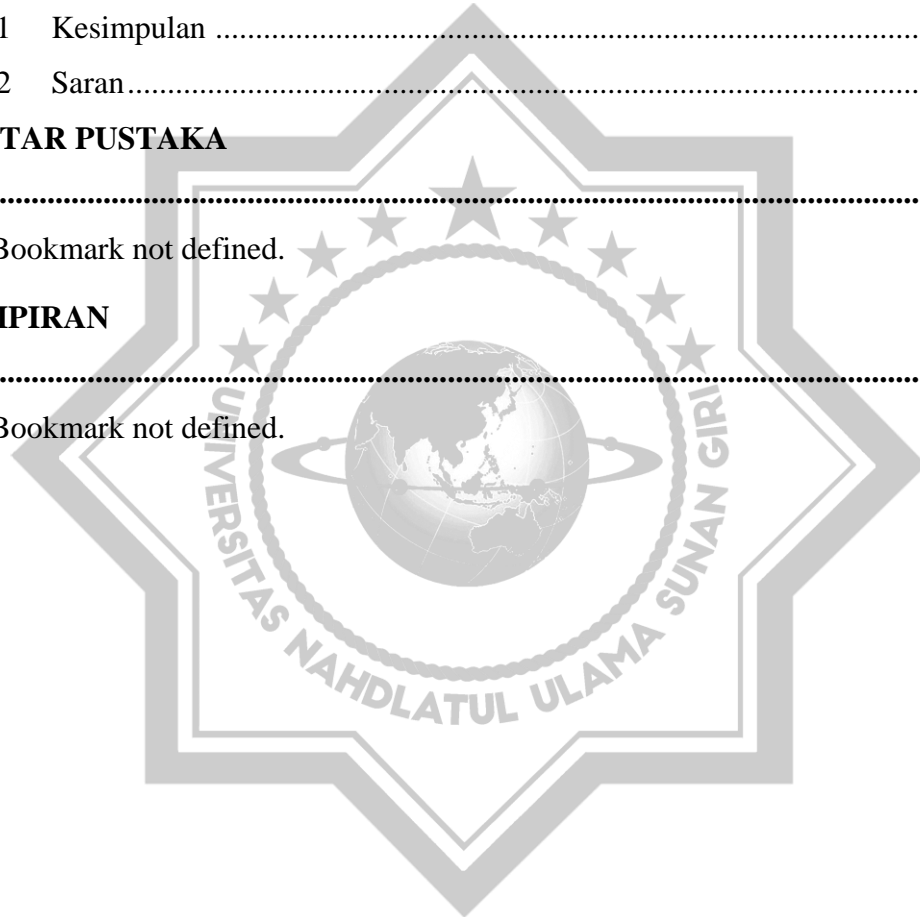 1 Kesimpulan ........................................................................................
2 Saran...................................................................................................
TAR PUSTAKA
....................................................................................................................
Bookmark not defined.
IPIRAN
....................................................................................................................
Bookmark not defined.
UNIVERSITAS NAHDLATUL ULAMA SUNAN GIRI